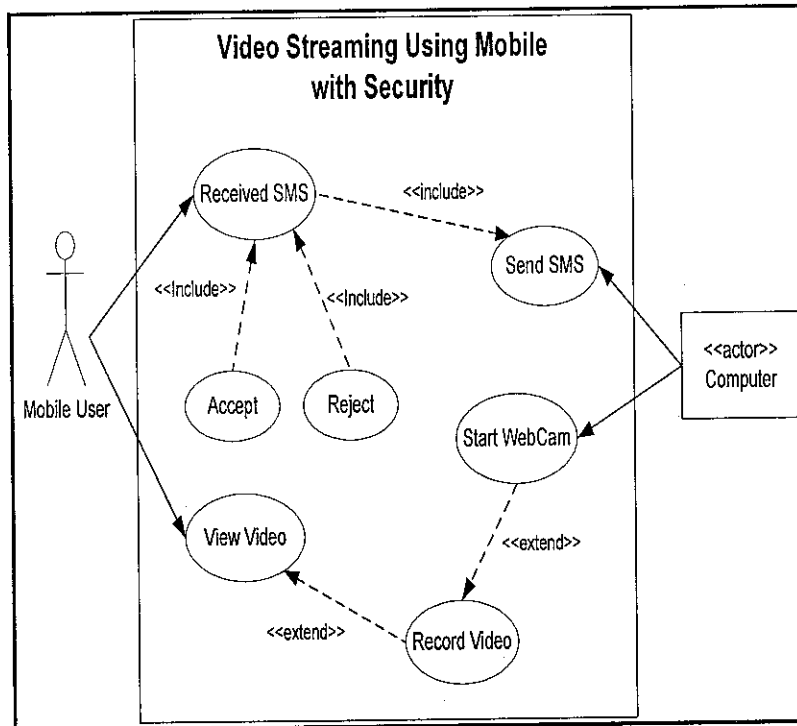 Video Streaming Using Mobile
with Security
Received SMS
<<include>>
Send SMS
<<Include>>
<<Include>>
<<actor>>
Computer
Mobile User
Accept
Reject
Start WebCam
View Video
<<extend>>
<<extend>>
Record Video